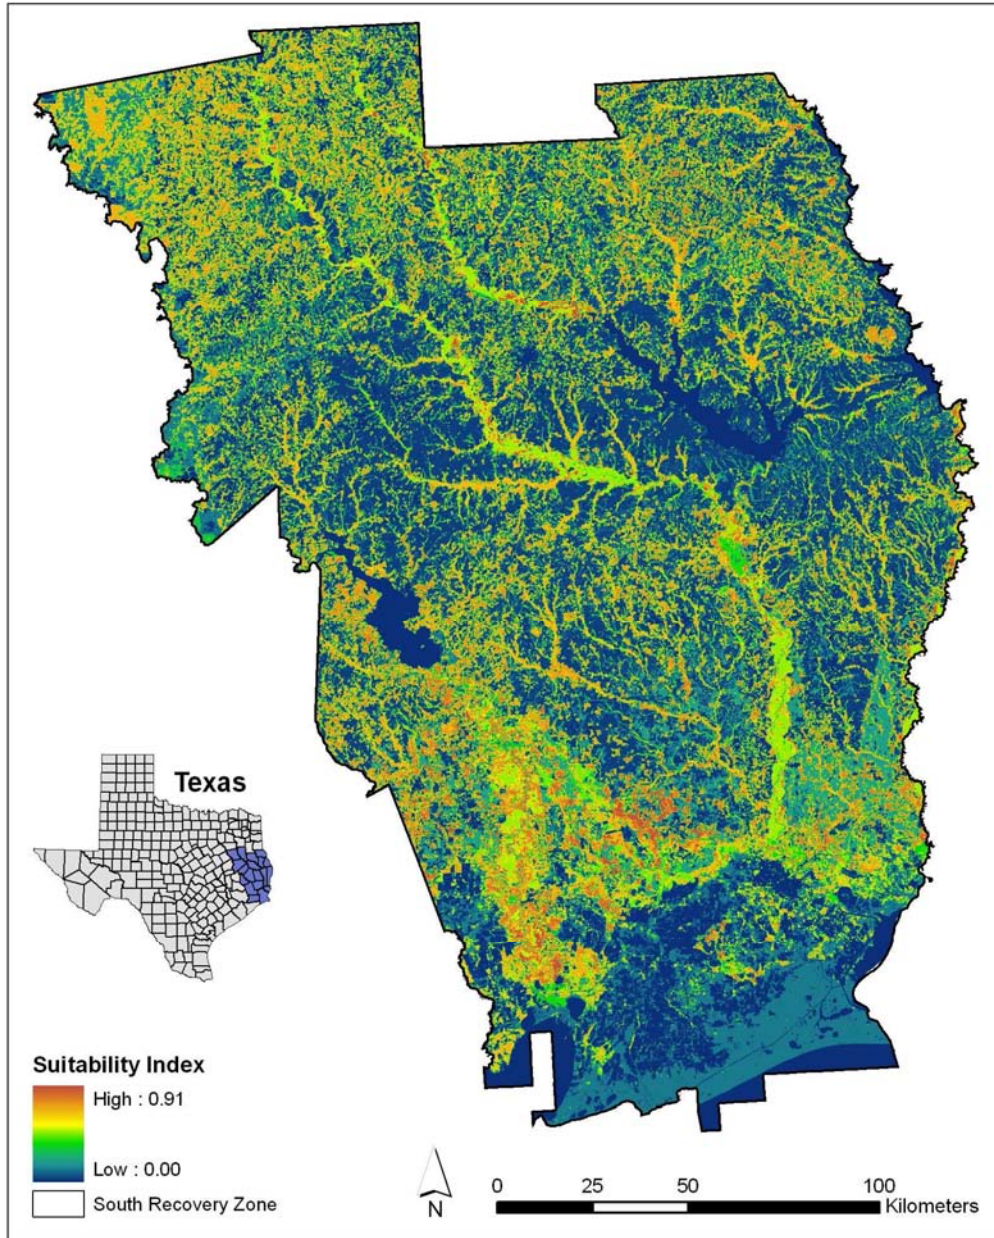 Texas
Suitability Index
High : 0.91
Low : 0.00
South Recovery Zone
N
0 25 50 100
Kilometers